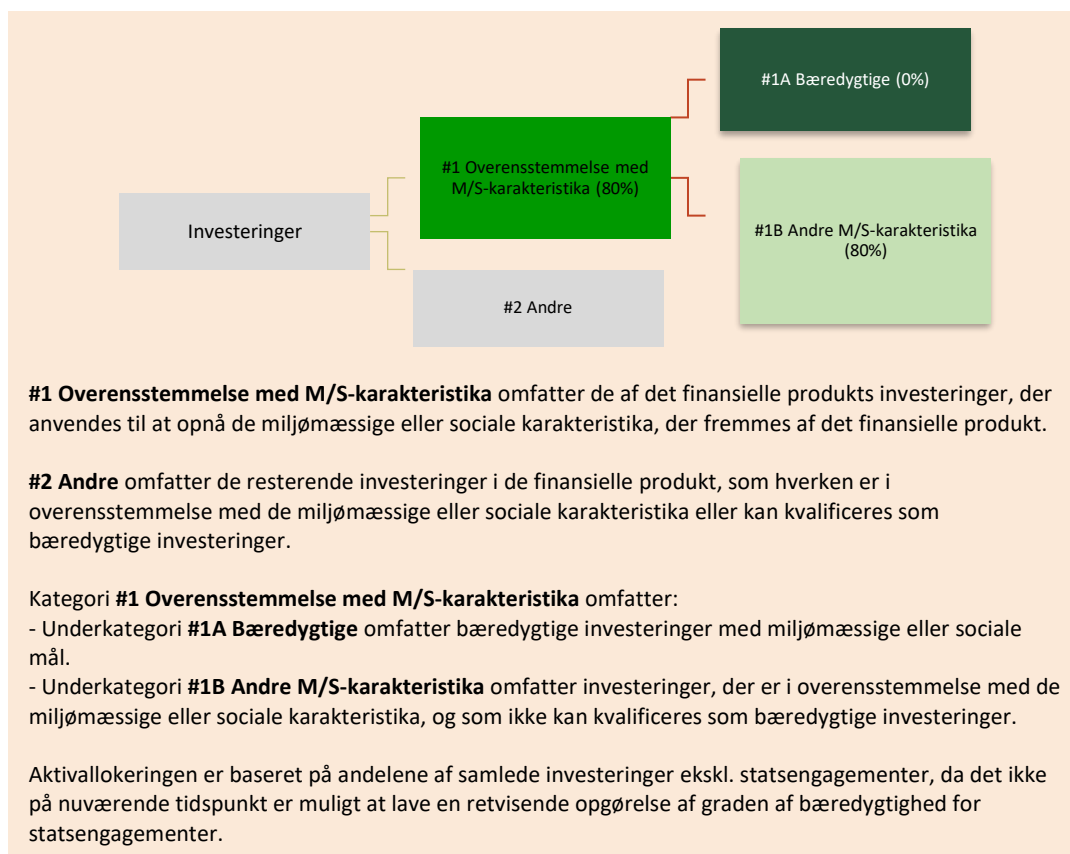 #1A Bæredygtige (0%)
#1 Overensstemmelse med
M/S-karakteristika (80%)
Investeringer
#1B Andre M/S-karakteristika
(80%)
#2 Andre
#1 Overensstemmelse med M/S-karakteristika omfatter de af det finansielle produkts investeringer, der
anvendes til at opnå de miljømæssige eller sociale karakteristika, der fremmes af det finansielle produkt.
#2 Andre omfatter de resterende investeringer i de finansielle produkt, som hverken er i
overensstemmelse med de miljømæssige eller sociale karakteristika eller kan kvalificeres som
bæredygtige investeringer.
Kategori #1 Overensstemmelse med M/S-karakteristika omfatter:
- Underkategori #1A Bæredygtige omfatter bæredygtige investeringer med miljømæssige eller sociale
mål.
- Underkategori #1B Andre M/S-karakteristika omfatter investeringer, der er i overensstemmelse med de
miljømæssige eller sociale karakteristika, og som ikke kan kvalificeres som bæredygtige investeringer.
Aktivallokeringen er baseret på andelene af samlede investeringer ekskl. statsengagementer, da det ikke
på nuværende tidspunkt er muligt at lave en retvisende opgørelse af graden af bæredygtighed for
statsengagementer.